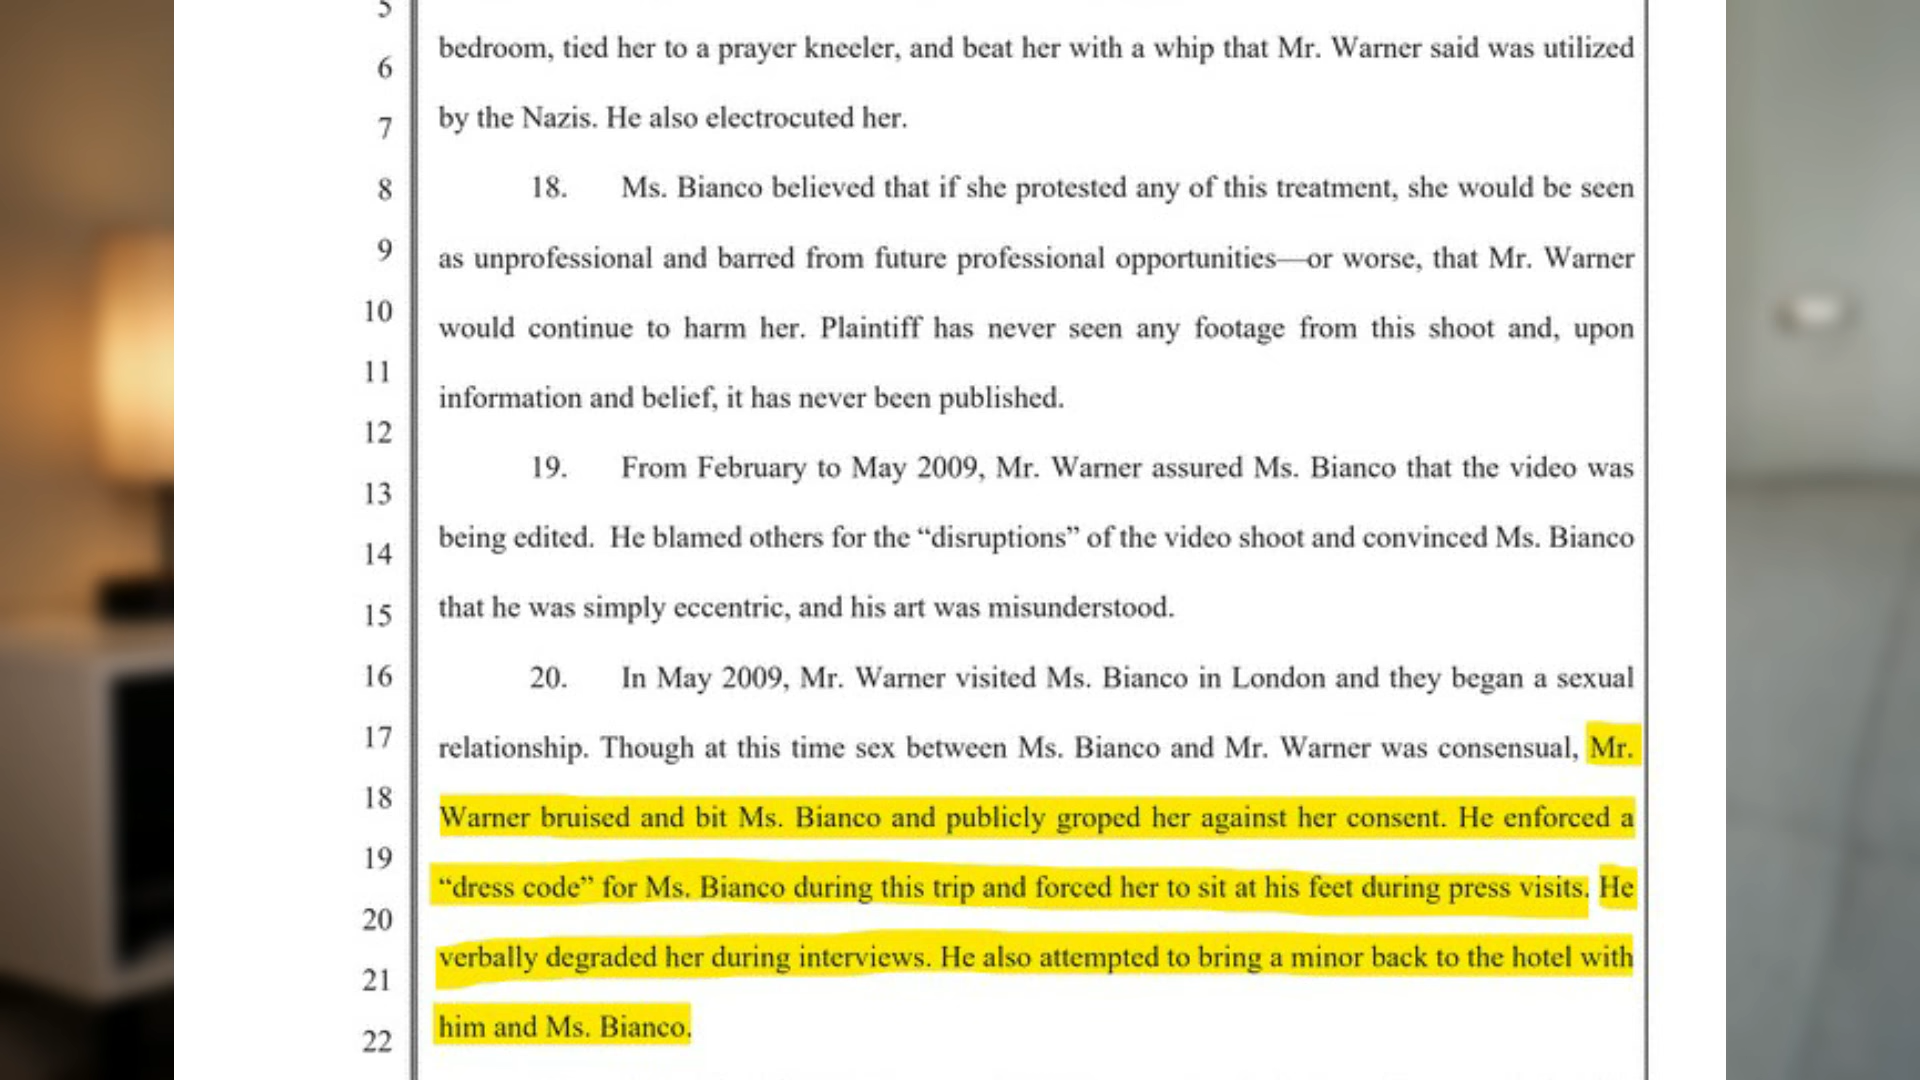 5
bedroom, tied her to a prayer kneeler, and beat her with a whip that Mr. Warner said was utilized
6
by the Nazis. He also electrocuted her.
7
8
18. Ms. Bianco believed that if she protested any of this treatment, she would be seen
9
as unprofessional and barred from future professional opportunities—or worse, that Mr. Warner
10
would continue to harm her. Plaintiff has never seen any footage from this shoot and, upon
11
information and belief, it has never been published.
12
19. From February to May 2009, Mr. Warner assured Ms. Bianco that the video was
13
being edited. He blamed others for the “disruptions” of the video shoot and convinced Ms. Bianco
14
that he was simply eccentric, and his art was misunderstood.
15
16
20. In May 2009, Mr. Warner visited Ms. Bianco in London and they began a sexual
17
relationship. Though at this time sex between Ms. Bianco and Mr. Warner was consensual, Mr.
18
Warner bruised and bit Ms. Bianco and publicly groped her against her consent. He enforced a
19
“dress code” for Ms. Bianco during this trip and forced her to sit at his feet during press visits. He
20
verbally degraded her during interviews. He also attempted to bring a minor back to the hotel with
21
him and Ms. Bianco.
22